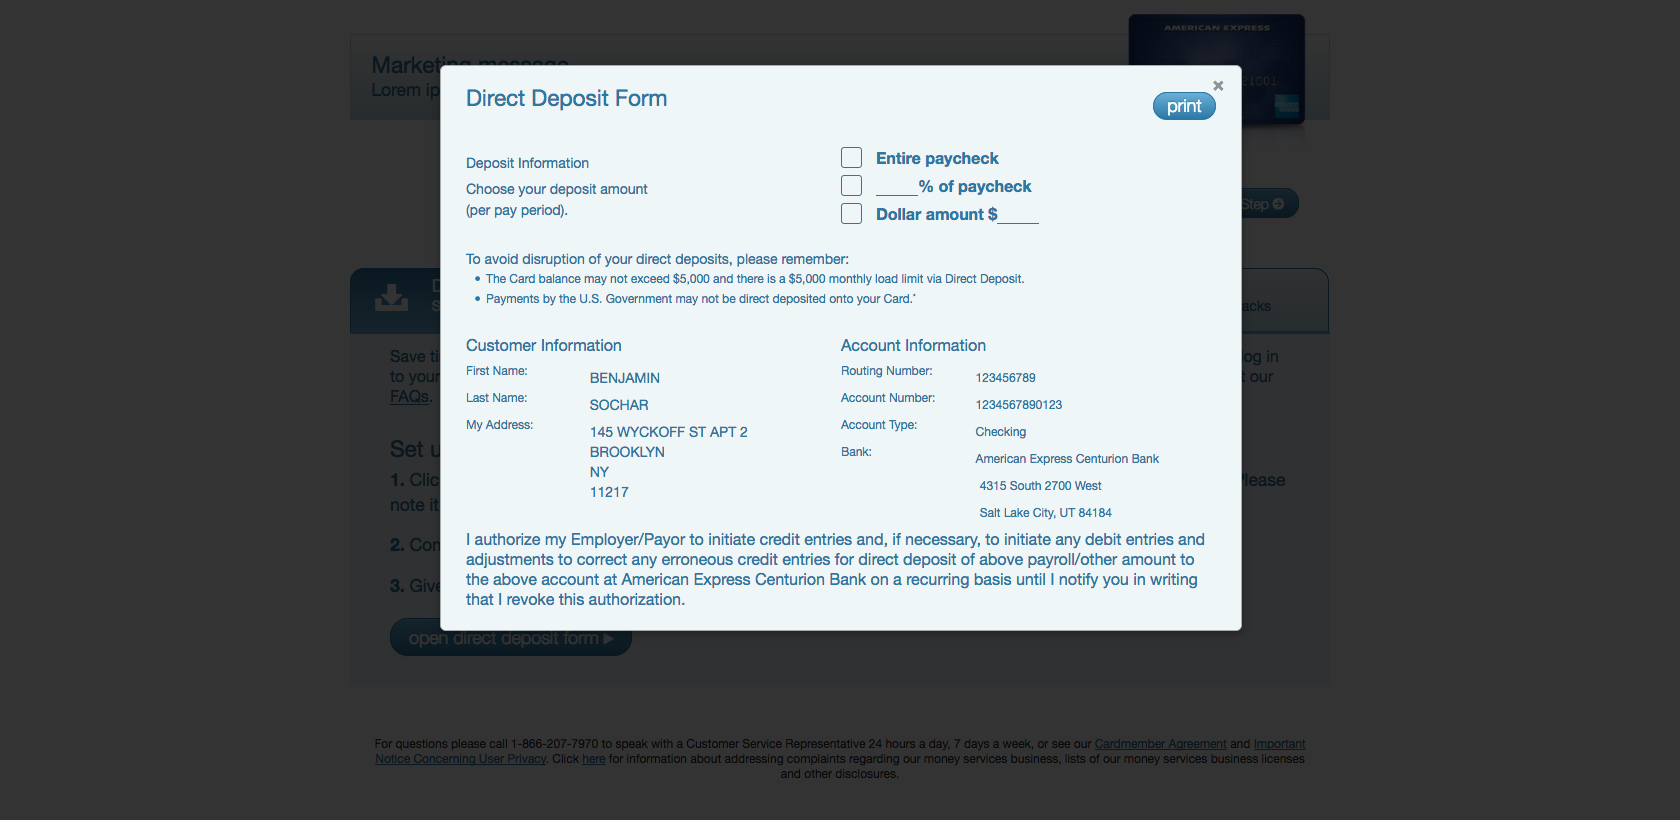 AMERICAN EXPRESS
Marketing message
Lorem ip
21001
Direct Deposit Form
print
Deposit Information
Choose your deposit amount
(per pay period).
Entire paycheck
_____% of paycheck
Dollar amount $_____
Step
To avoid disruption of your direct deposits, please remember:
• The Card balance may not exceed $5,000 and there is a $5,000 monthly load limit via Direct Deposit.
• Payments by the U.S. Government may not be direct deposited onto your Card.*
acks
Customer Information
First Name: BENJAMIN
Last Name: SOCHAR
My Address: 145 WYCKOFF ST APT 2
BROOKLYN
NY
11217
Account Information
Routing Number: 123456789
Account Number: 1234567890123
Account Type: Checking
Bank: American Express Centurion Bank
4315 South 2700 West
Salt Lake City, UT 84184
I authorize my Employer/Payor to initiate credit entries and, if necessary, to initiate any debit entries and
adjustments to correct any erroneous credit entries for direct deposit of above payroll/other amount to
the above account at American Express Centurion Bank on a recurring basis until I notify you in writing
that I revoke this authorization.
Save ti
to your
FAQs.
og in
t our
Set u
1. Clic
note it
lease
2. Con
3. Give
open direct deposit form
For questions please call 1-866-207-7970 to speak with a Customer Service Representative 24 hours a day, 7 days a week, or see our Cardmember Agreement and Important
Notice Concerning User Privacy. Click here for information about addressing complaints regarding our money services business, lists of our money services business licenses
and other disclosures.